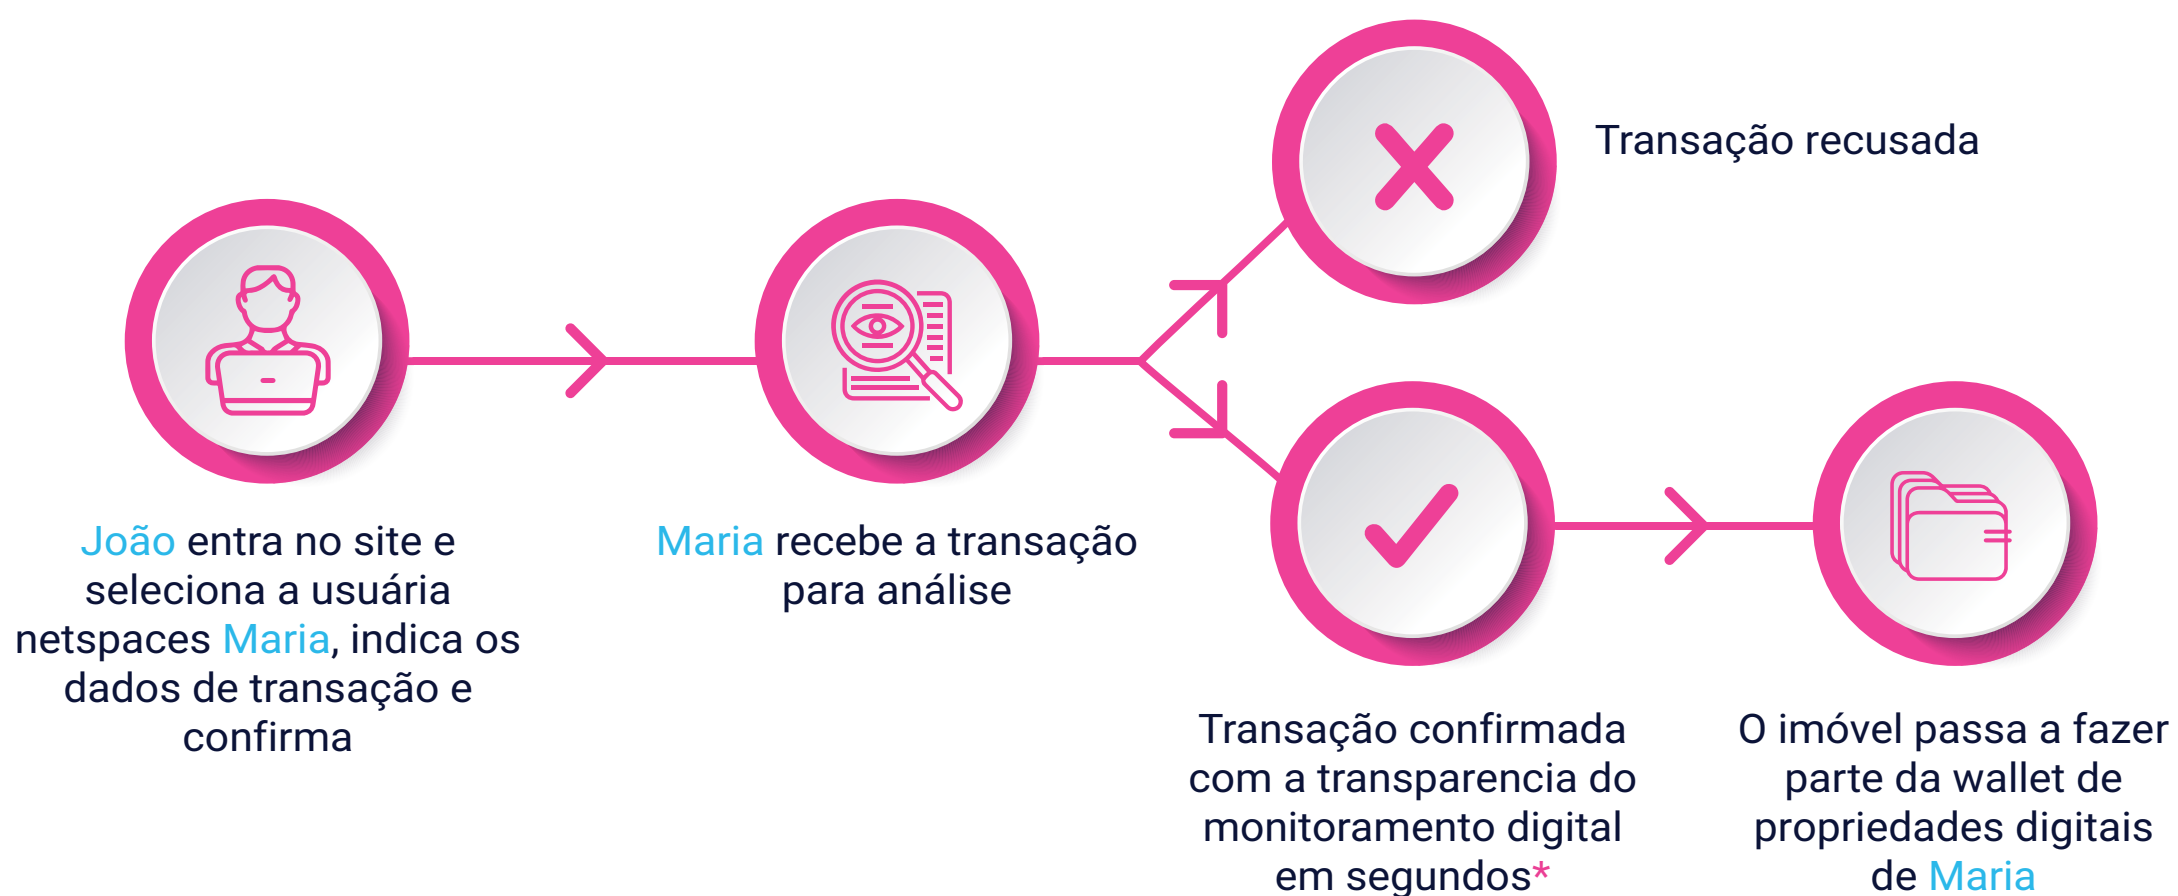 João entra no site e
seleciona a usuária
netspaces Maria, indica os
dados de transação e
confirma
Maria recebe a transação
para análise
Transação recusada
Transação confirmada
com a transparencia do
monitoramento digital
em segundos*
O imóvel passa a fazer
parte da wallet de
propriedades digitais
de Maria